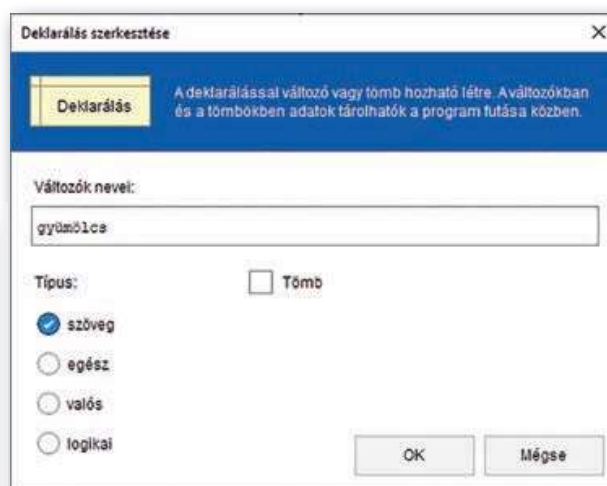 Deklarálás szerkesztése
Deklarálás
A deklarálással változó vagy tömb hozható létre. A változókban
és a tömbökben adatok tárolhatók a program futása közben.
Változók nevei:
gyümölcs
Típus:
Tömb
szöveg
egész
valós
logikai
OK
Mégse